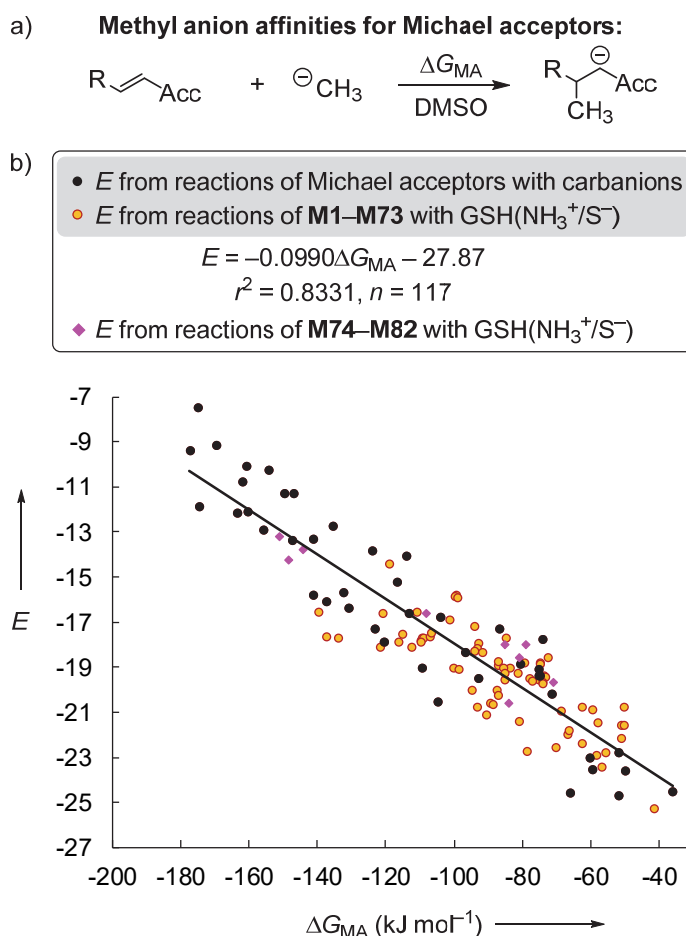 a) Methyl anion affinities for Michael acceptors:
R Acc + ⊖CH₃ ΔG_MA DMSO R ⊖ Acc CH₃
b)
• E from reactions of Michael acceptors with carbanions
E from reactions of M1–M73 with GSH(NH₃⁺/S⁻)
E = –0.0990ΔG_MA – 27.87
r² = 0.8331, n = 117
◆ E from reactions of M74–M82 with GSH(NH₃⁺/S⁻)
-7
-9
-11
-13
-15
E
-17
-19
-21
-23
-25
-27
-200 -180 -160 -140 -120 -100 -80 -60 -40
ΔG_MA (kJ mol⁻¹)